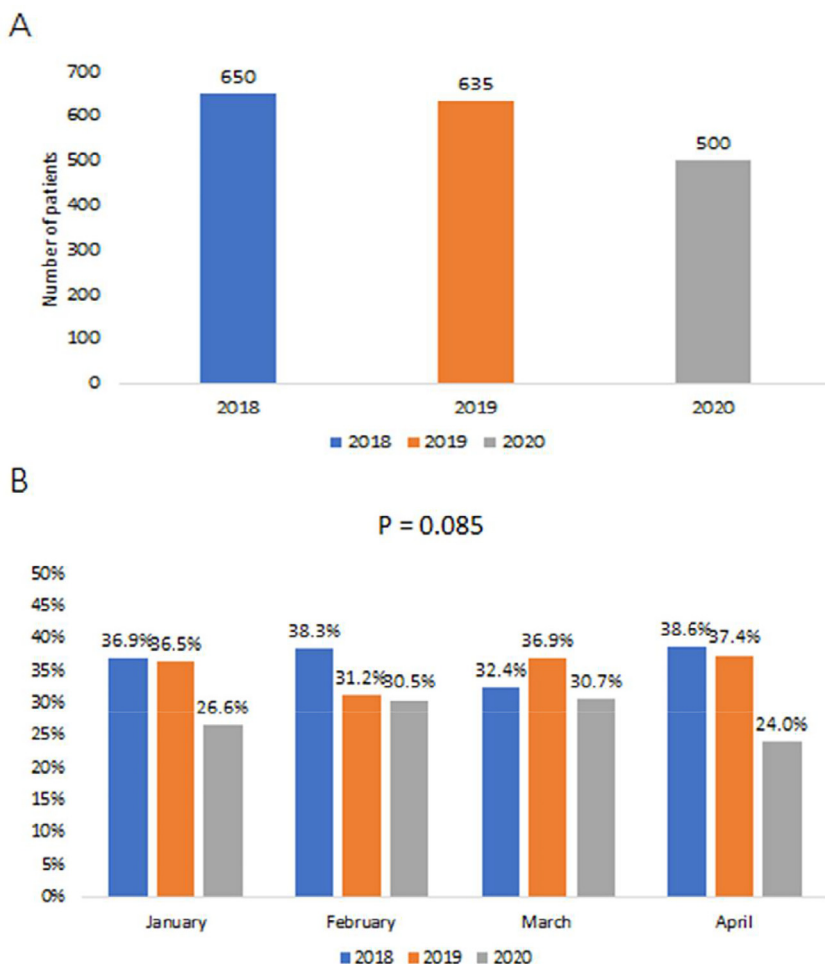 A
700
600
500
400
300
200
100
0
Number of patients
650
635
500
2018
2019
2020
2018 2019 2020
B
P = 0.085
50%
45%
40%
35%
30%
25%
20%
15%
10%
5%
0%
36.9% 36.5% 26.6%
38.3% 31.2% 30.5%
32.4% 36.9% 30.7%
38.6% 37.4% 24.0%
January February March April
2018 2019 2020